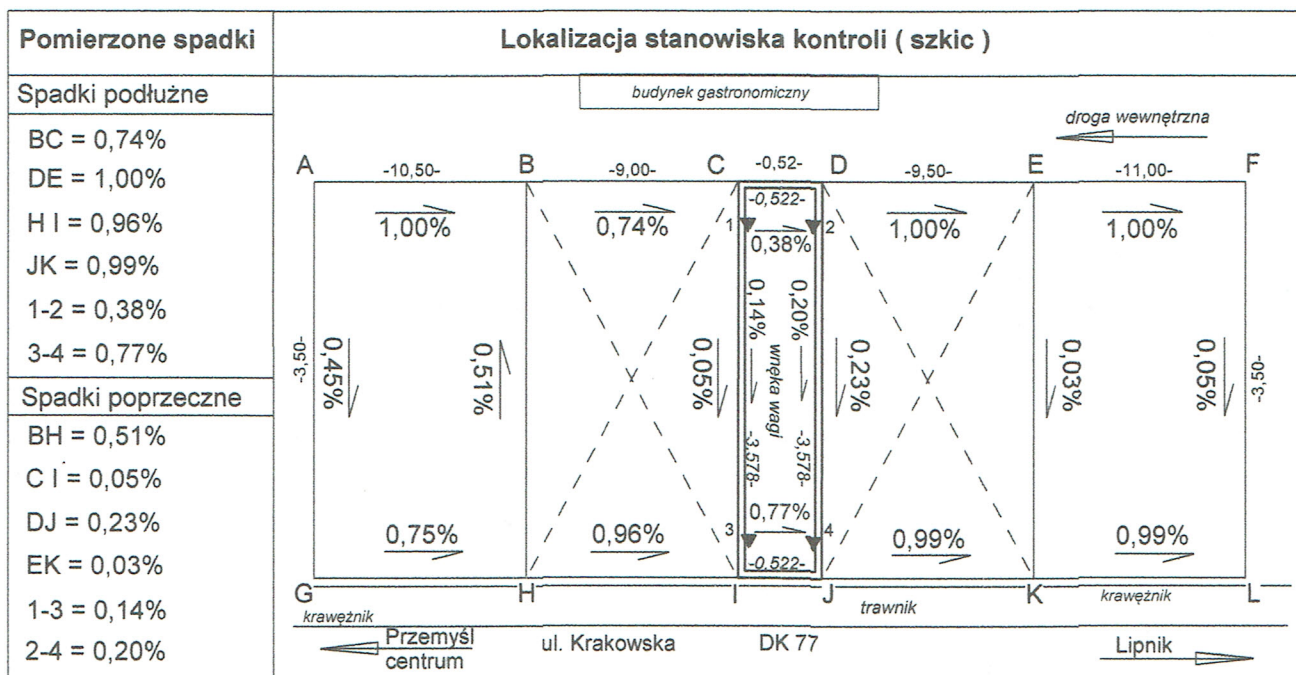 Pomierzone spadki
Spadki podłużne
BC = 0,74%
DE = 1,00%
H I = 0,96%
JK = 0,99%
1-2 = 0,38%
3-4 = 0,77%
Spadki poprzeczne
BH = 0,51%
C I = 0,05%
DJ = 0,23%
EK = 0,03%
1-3 = 0,14%
2-4 = 0,20%
Lokalizacja stanowiska kontroli ( szkic )
budynek gastronomiczny
droga wewnętrzna
A -10,50- B -9,00- C -0,52- D -9,50- E -11,00- F
-0,522-
1,00% 0,74% 1 0,38% 2 1,00% 1,00%
-3,50- 0,45% 0,51% 0,05% 0,14% wnęka wagi 0,20% 0,23% 0,03% 0,05% -3,50-
-3,578- -3,578-
0,75% 0,96% 3 0,77% 4 0,99% 0,99%
-0,522-
G H I J K L
krawężnik trawnik krawężnik
Przemyśl centrum ul. Krakowska DK 77 Lipnik